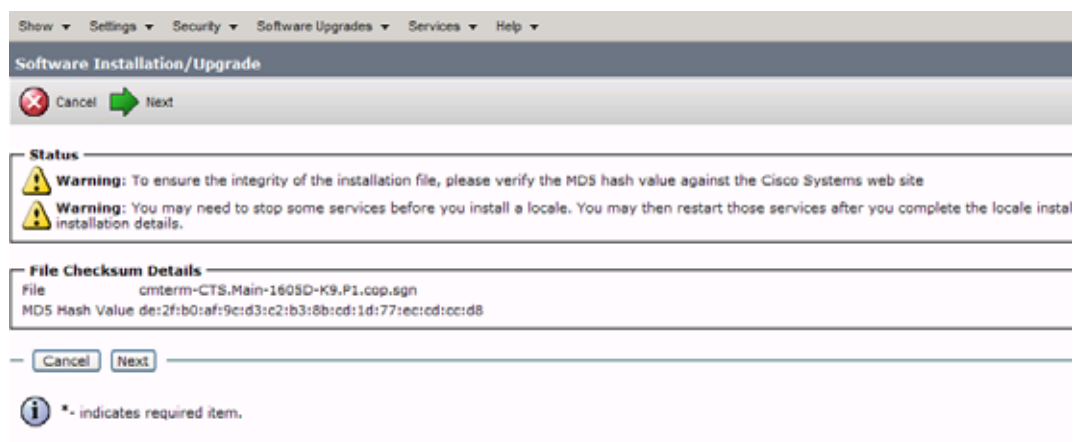 Show Settings Security Software Upgrades Services Help
Software Installation/Upgrade
Cancel Next
Status
Warning: To ensure the integrity of the installation file, please verify the MD5 hash value against the Cisco Systems web site
Warning: You may need to stop some services before you install a locale. You may then restart those services after you complete the locale instal
installation details.
File Checksum Details
File cmterm-CTS.Main-1605D-K9.P1.cop.sgn
MD5 Hash Value de:2f:b0:af:9c:d3:c2:b3:8b:cd:1d:77:ec:cd:cc:d8
Cancel Next
*- indicates required item.